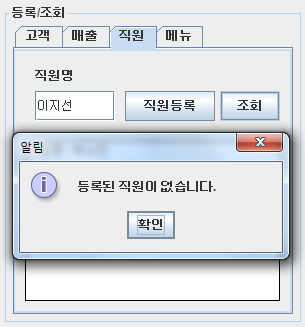 등록/조회
고객 매출 직원 메뉴
직원명
이지선 직원등록 조회
알림
등록된 직원이 없습니다.
확인